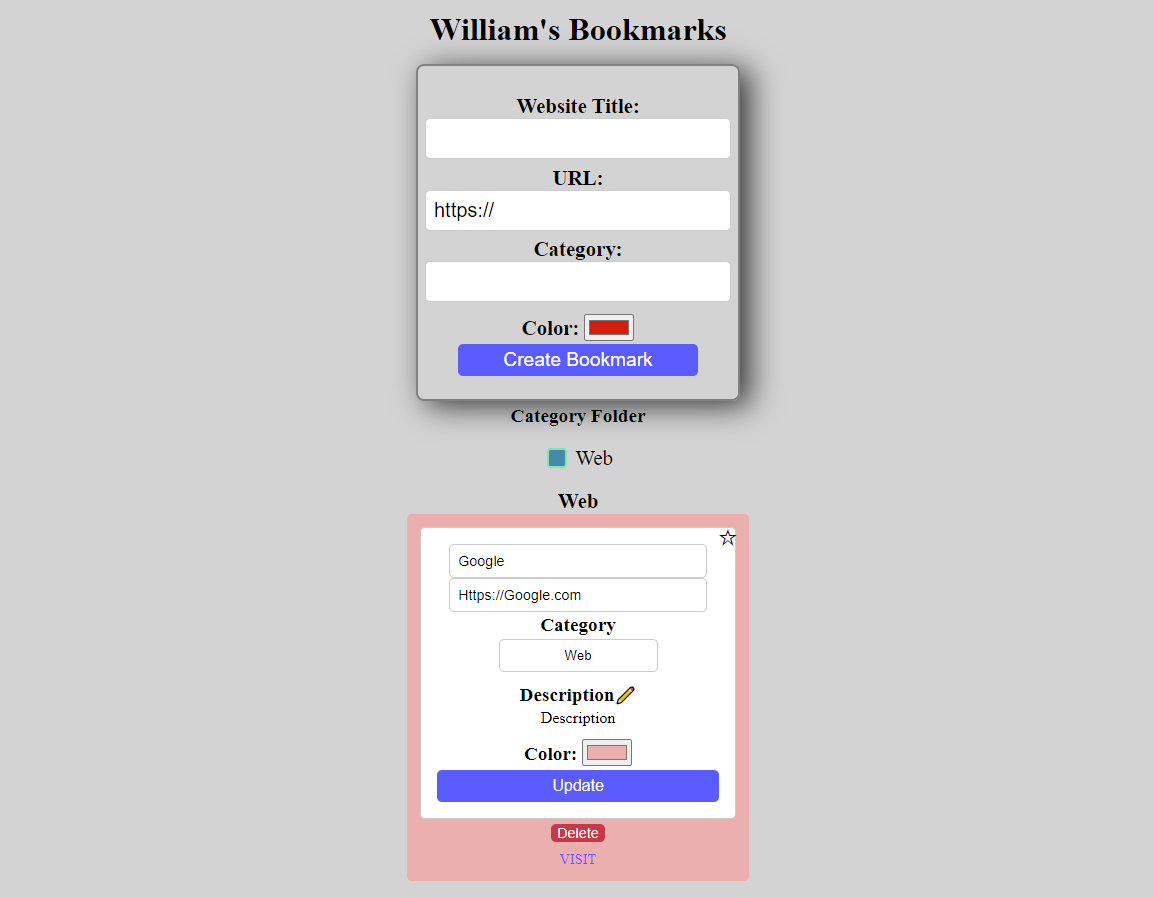 William's Bookmarks
Website Title:
URL:
https://
Category:
Color:
Create Bookmark
Category Folder
Web
Web
Google
Https://Google.com
Category
Web
Description
Description
Color:
Update
Delete
VISIT